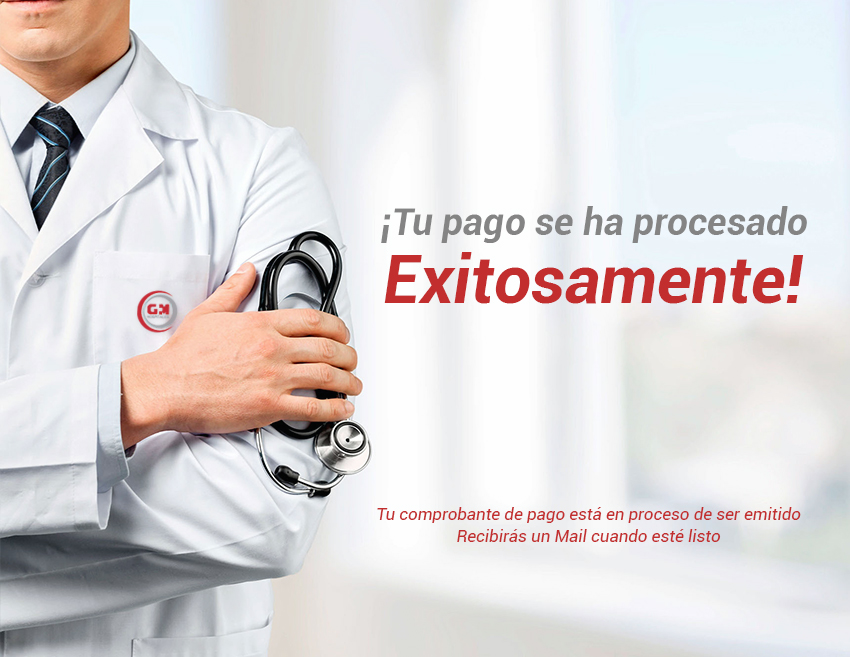 ¡Tu pago se ha procesado
Exitosamente!
GM
Tu comprobante de pago está en proceso de ser emitido
Recibirás un Mail cuando esté listo